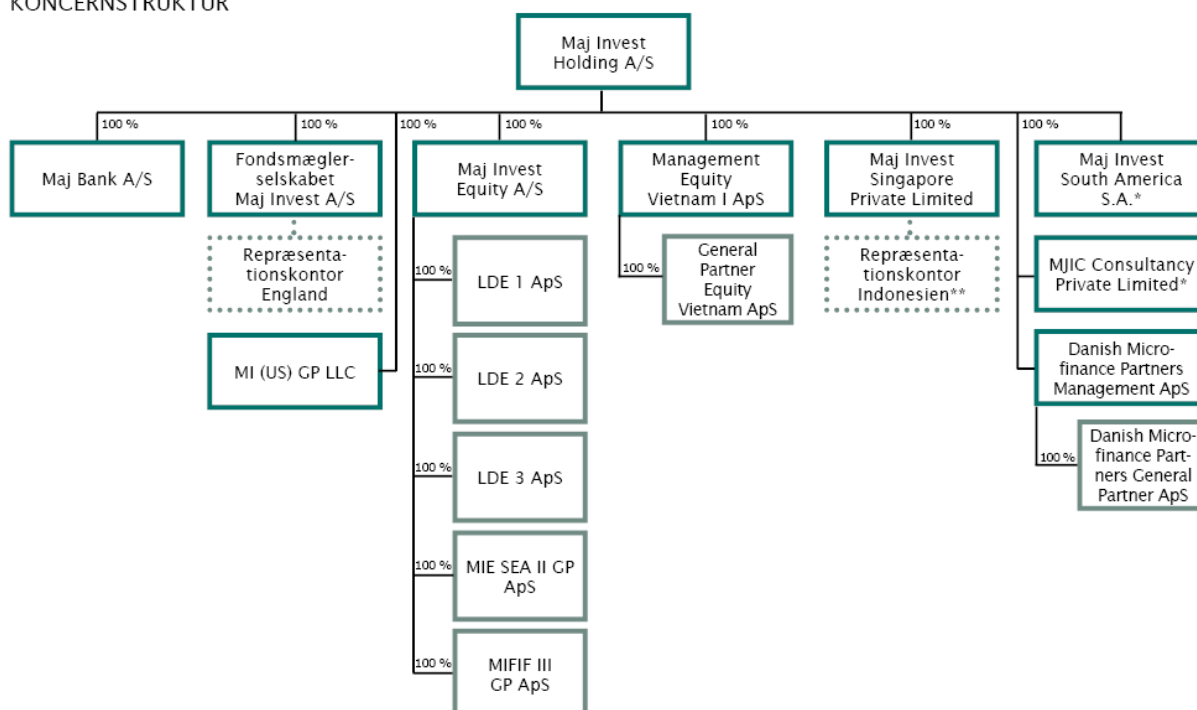 KONCERNSTRUKTUR
Maj Invest
Holding A/S
100 %
100 %
100 %
100 %
100 %
100 %
100 %
Maj Bank A/S
Fondsmægler-
selskabet
Maj Invest A/S
Maj Invest
Equity A/S
Management
Equity
Vietnam I ApS
Maj Invest
Singapore
Private Limited
Maj Invest
South America
S.A.*
Repræsenta-
tionskontor
England
MI (US) GP LLC
100 %
LDE 1 ApS
100 %
LDE 2 ApS
100 %
LDE 3 ApS
100 %
MIE SEA II GP
ApS
100 %
MIFIF III
GP ApS
100 %
General
Partner
Equity
Vietnam ApS
Repræsenta-
tionskontor
Indonesien**
MJIC Consultancy
Private Limited*
Danish Micro-
finance Partners
Management ApS
100 %
Danish Micro-
finance Part-
ners General
Partner ApS